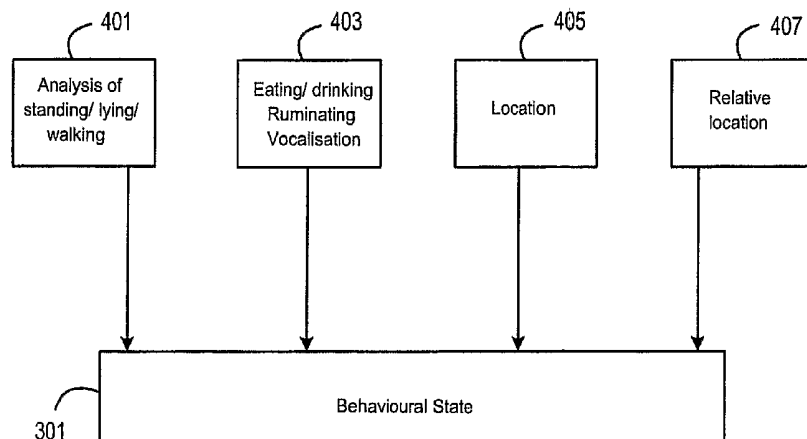 401
403
405
407
Analysis of
standing/ lying/
walking
Eating/ drinking
Ruminating
Vocalisation
Location
Relative
location
Behavioural State
301